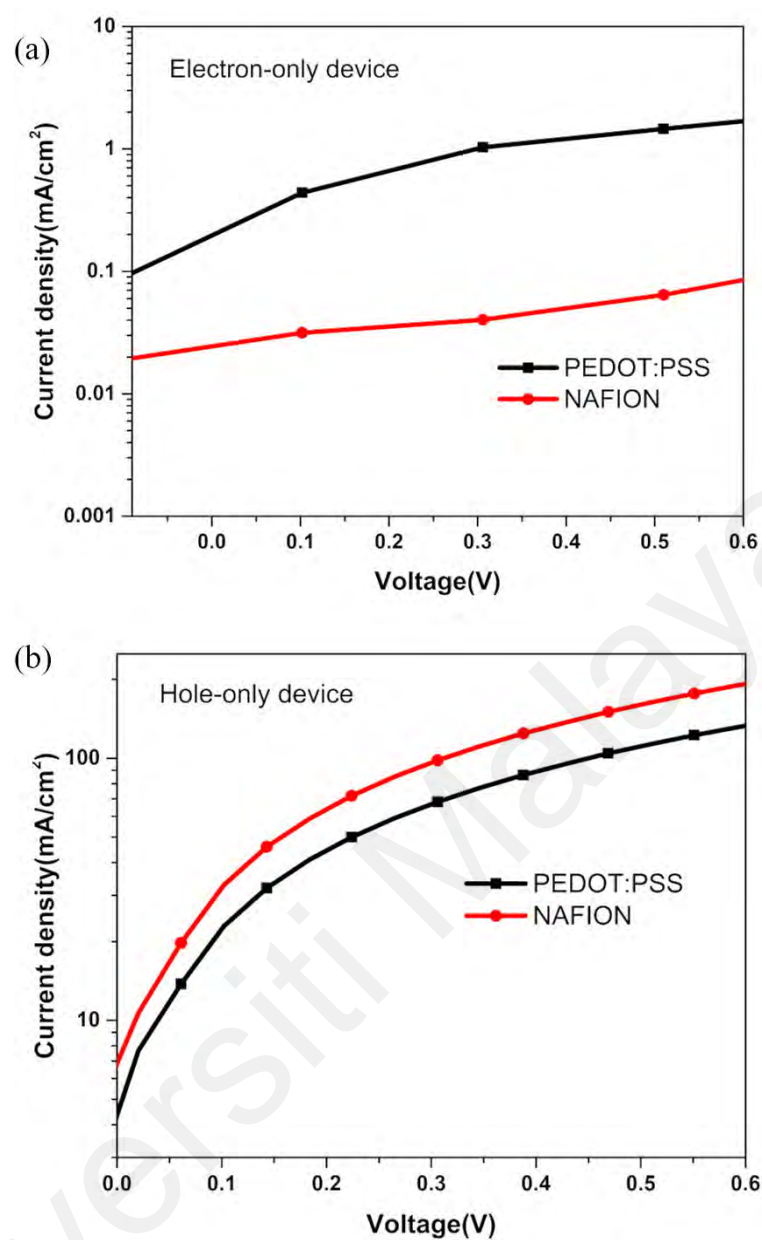 (a)
Electron-only device
Current density(mA/cm²)
10
1
0.1
0.01
0.001
PEDOT:PSS
NAFION
0.0 0.1 0.2 0.3 0.4 0.5 0.6
Voltage(V)
(b)
Hole-only device
Current density(mA/cm²)
100
10
PEDOT:PSS
NAFION
0.0 0.1 0.2 0.3 0.4 0.5 0.6
Voltage(V)
ersiti Malaya